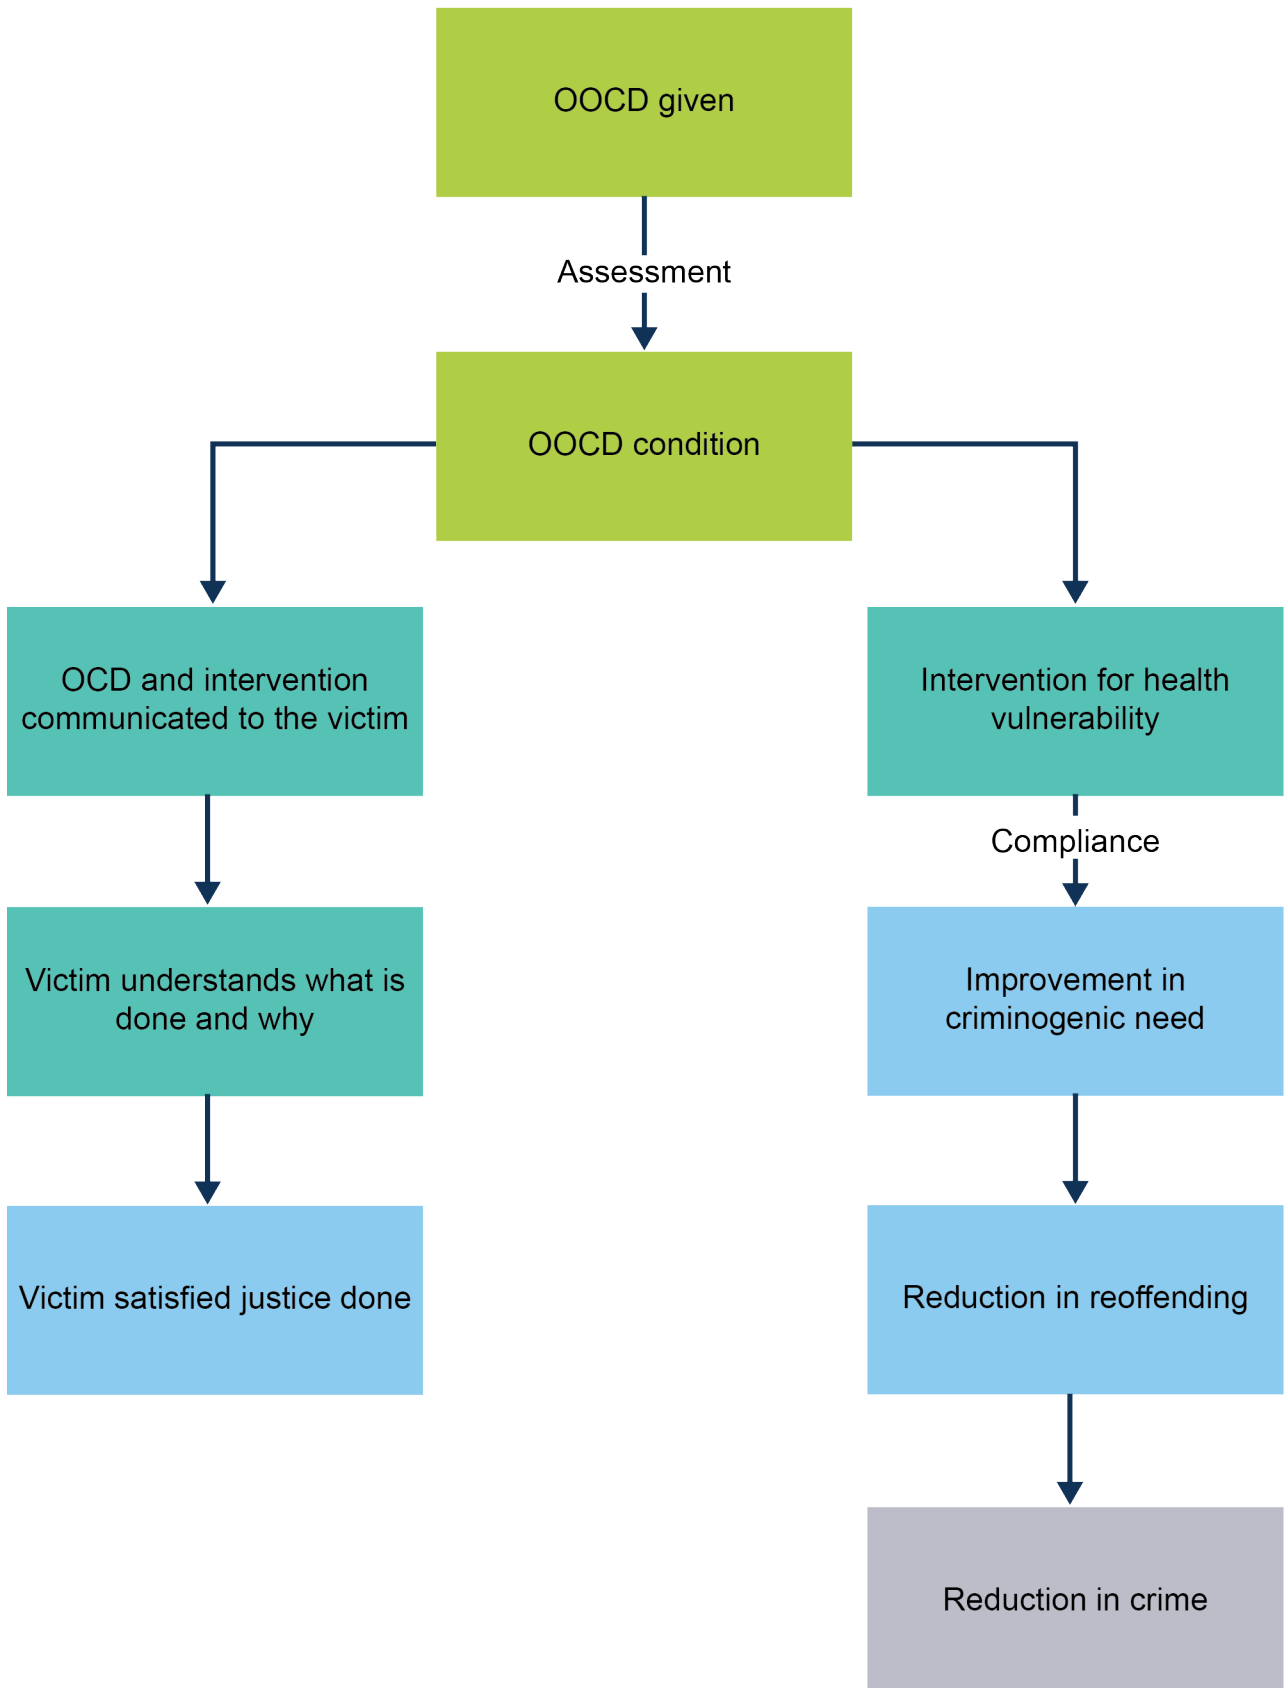 OOCD given
Assessment
OOCD condition
OCD and intervention
communicated to the victim
Intervention for health
vulnerability
Compliance
Victim understands what is
done and why
Improvement in
criminogenic need
Victim satisfied justice done
Reduction in reoffending
Reduction in crime